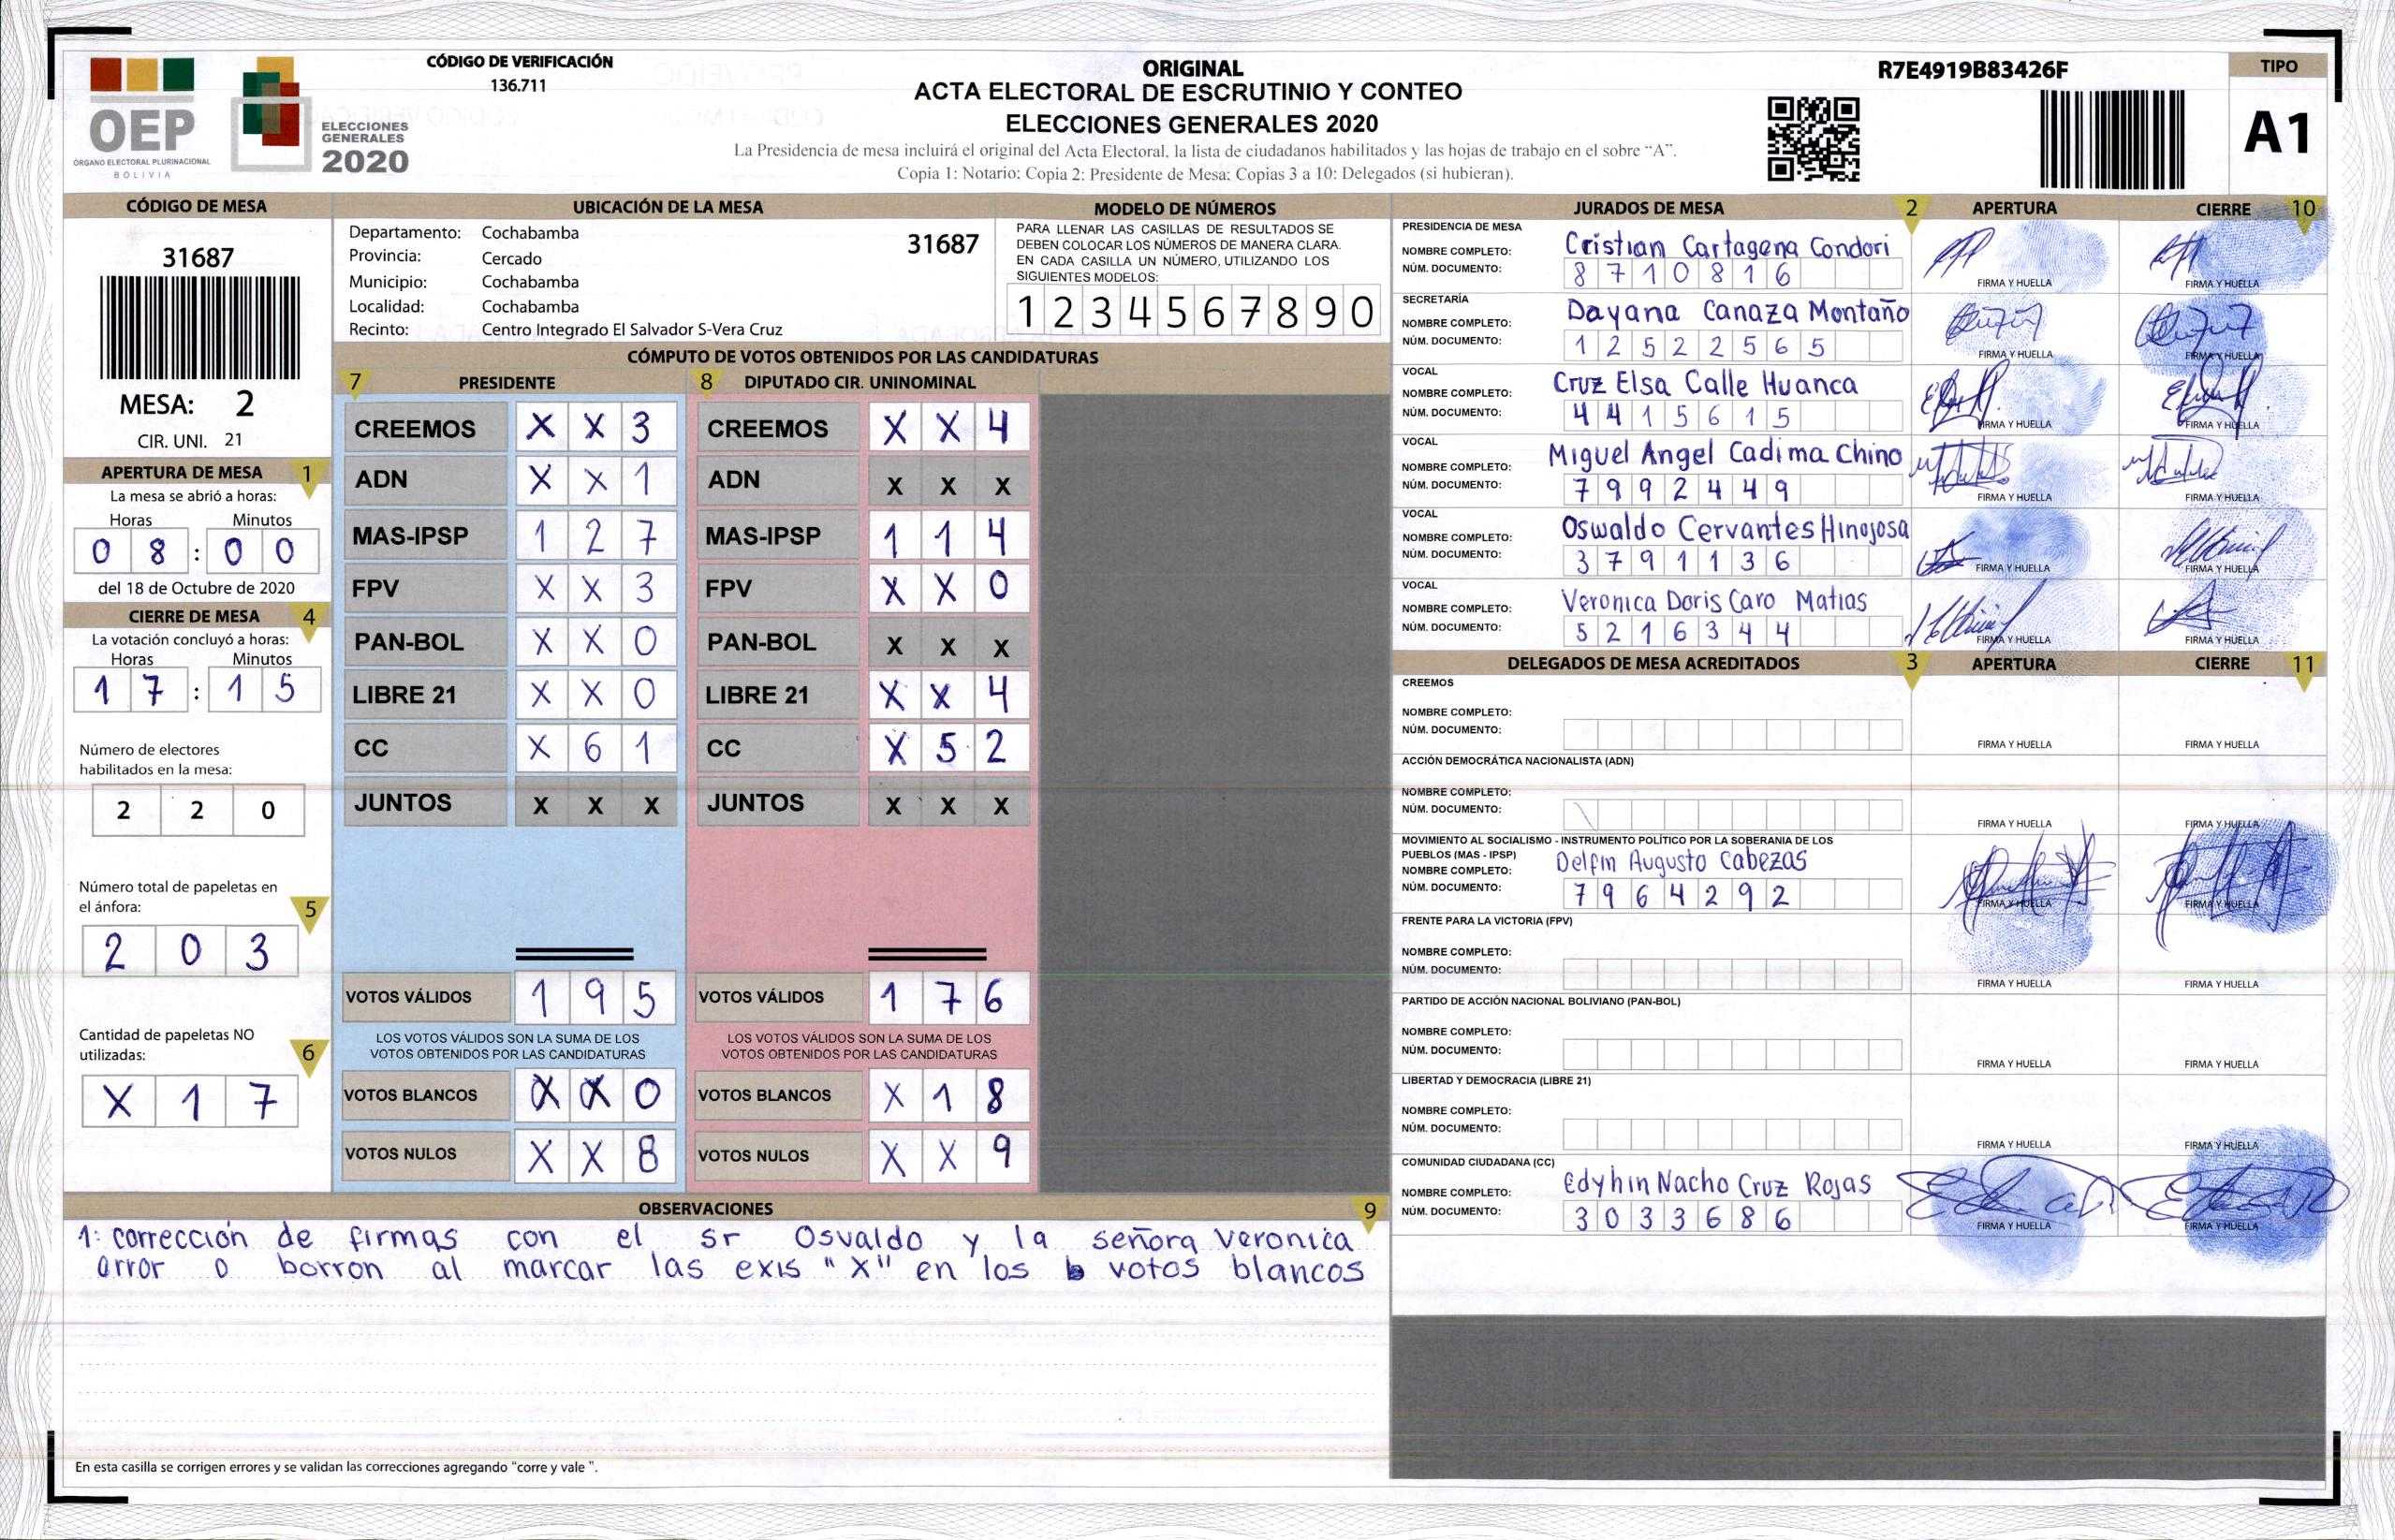 OEP
ÓRGANO ELECTORAL PLURINACIONAL
BOLIVIA
ELECCIONES
GENERALES
2020
CÓDIGO DE VERIFICACIÓN
136.711
ORIGINAL
ACTA ELECTORAL DE ESCRUTINIO Y CONTEO
ELECCIONES GENERALES 2020
La Presidencia de mesa incluirá el original del Acta Electoral, la lista de ciudadanos habilitados y las hojas de trabajo en el sobre “A”.
Copia 1: Notario; Copia 2: Presidente de Mesa; Copias 3 a 10: Delegados (si hubieran).
R7E4919B83426F
TIPO
A1
CÓDIGO DE MESA
31687
MESA: 2
CIR. UNI. 21
APERTURA DE MESA 1
La mesa se abrió a horas:
Horas Minutos
0 8 : 0 0
del 18 de Octubre de 2020
CIERRE DE MESA 4
La votación concluyó a horas:
Horas Minutos
1 7 : 1 5
Número de electores
habilitados en la mesa:
2 2 0
Número total de papeletas en
el ánfora: 5
2 0 3
Cantidad de papeletas NO
utilizadas: 6
X 1 7
UBICACIÓN DE LA MESA
Departamento: Cochabamba 31687
Provincia: Cercado
Municipio: Cochabamba
Localidad: Cochabamba
Recinto: Centro Integrado El Salvador S-Vera Cruz
MODELO DE NÚMEROS
PARA LLENAR LAS CASILLAS DE RESULTADOS SE
DEBEN COLOCAR LOS NÚMEROS DE MANERA CLARA.
EN CADA CASILLA UN NÚMERO, UTILIZANDO LOS
SIGUIENTES MODELOS:
1 2 3 4 5 6 7 8 9 0
CÓMPUTO DE VOTOS OBTENIDOS POR LAS CANDIDATURAS
7 PRESIDENTE
CREEMOS X X 3
ADN X X 1
MAS-IPSP 1 2 7
FPV X X 3
PAN-BOL X X 0
LIBRE 21 X X 0
CC X 6 1
JUNTOS X X X
VOTOS VÁLIDOS 1 9 5
LOS VOTOS VÁLIDOS SON LA SUMA DE LOS
VOTOS OBTENIDOS POR LAS CANDIDATURAS
VOTOS BLANCOS X X 0
VOTOS NULOS X X 8
8 DIPUTADO CIR. UNINOMINAL
CREEMOS X X 4
ADN X X X
MAS-IPSP 1 1 4
FPV X X 0
PAN-BOL X X X
LIBRE 21 X X 4
CC X 5 2
JUNTOS X X X
VOTOS VÁLIDOS 1 7 6
LOS VOTOS VÁLIDOS SON LA SUMA DE LOS
VOTOS OBTENIDOS POR LAS CANDIDATURAS
VOTOS BLANCOS X 1 8
VOTOS NULOS X X 9
OBSERVACIONES 9
1: corrección de firmas con el sr Osvaldo y la señora veronica
error o borron al marcar las exis "X" en los b votos blancos
En esta casilla se corrigen errores y se validan las correcciones agregando “corre y vale ”.
JURADOS DE MESA 2 APERTURA CIERRE 10
PRESIDENCIA DE MESA
NOMBRE COMPLETO: Cristian Cartagena Condori
NÚM. DOCUMENTO: 8 7 1 0 8 1 6
FIRMA Y HUELLA FIRMA Y HUELLA
SECRETARÍA
NOMBRE COMPLETO: Dayana Canaza Montaño
NÚM. DOCUMENTO: 1 2 5 2 2 5 6 5
FIRMA Y HUELLA FIRMA Y HUELLA
VOCAL
NOMBRE COMPLETO: Cruz Elsa Calle Huanca
NÚM. DOCUMENTO: 4 4 1 5 6 1 5
FIRMA Y HUELLA FIRMA Y HUELLA
VOCAL
NOMBRE COMPLETO: Miguel Angel Cadima Chino
NÚM. DOCUMENTO: 7 9 9 2 4 4 9
FIRMA Y HUELLA FIRMA Y HUELLA
VOCAL
NOMBRE COMPLETO: Oswaldo Cervantes Hinojosa
NÚM. DOCUMENTO: 3 7 9 1 1 3 6
FIRMA Y HUELLA FIRMA Y HUELLA
VOCAL
NOMBRE COMPLETO: Veronica Doris Caro Matias
NÚM. DOCUMENTO: 5 2 1 6 3 4 4
FIRMA Y HUELLA FIRMA Y HUELLA
DELEGADOS DE MESA ACREDITADOS 3 APERTURA CIERRE 11
CREEMOS
NOMBRE COMPLETO:
NÚM. DOCUMENTO:
FIRMA Y HUELLA FIRMA Y HUELLA
ACCIÓN DEMOCRÁTICA NACIONALISTA (ADN)
NOMBRE COMPLETO:
NÚM. DOCUMENTO:
FIRMA Y HUELLA FIRMA Y HUELLA
MOVIMIENTO AL SOCIALISMO - INSTRUMENTO POLÍTICO POR LA SOBERANIA DE LOS
PUEBLOS (MAS - IPSP)
NOMBRE COMPLETO: Delfin Augusto Cabezas
NÚM. DOCUMENTO: 7 9 6 4 2 9 2
FIRMA Y HUELLA FIRMA Y HUELLA
FRENTE PARA LA VICTORIA (FPV)
NOMBRE COMPLETO:
NÚM. DOCUMENTO:
FIRMA Y HUELLA FIRMA Y HUELLA
PARTIDO DE ACCIÓN NACIONAL BOLIVIANO (PAN-BOL)
NOMBRE COMPLETO:
NÚM. DOCUMENTO:
FIRMA Y HUELLA FIRMA Y HUELLA
LIBERTAD Y DEMOCRACIA (LIBRE 21)
NOMBRE COMPLETO:
NÚM. DOCUMENTO:
FIRMA Y HUELLA FIRMA Y HUELLA
COMUNIDAD CIUDADANA (CC)
NOMBRE COMPLETO: Edyhin Nacho Cruz Rojas
NÚM. DOCUMENTO: 3 0 3 3 6 8 6
FIRMA Y HUELLA FIRMA Y HUELLA